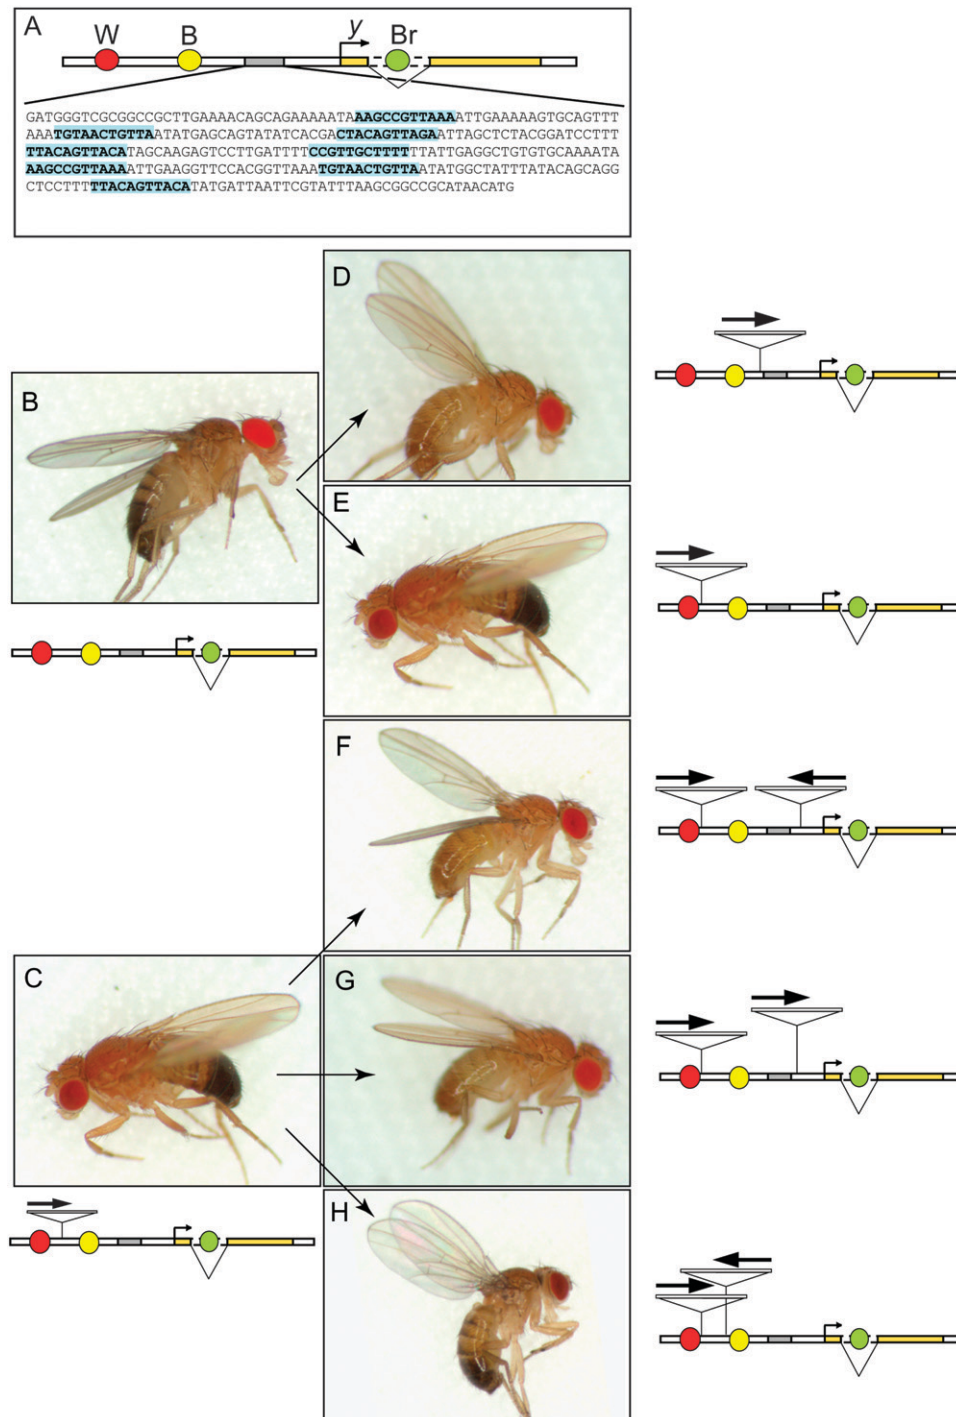 A
W B y Br
GATGGGTCGCGGCCGCTTGAAAACAGCAGAAAAATAAAGCCGTTAAAATTGAAAAAGTGCAGTTT
AAATGTAACTGTTAATATGAGCAGTATATCACGACTACAGTTAGAATTAGCTCTACGGATCCTTT
TTACAGTTACATAGCAAGAGTCCTTGATTTTCCGTTGCTTTTTTATTGAGGCTGTGTGCAAAATA
AAGCCGTTAAAATTGAAGGTTCCACGGTTAAATGTAACTGTTAATATGGCTATTTATACAGCAGG
CTCCTTTTTACAGTTACATATGATTAATTCGTATTTAAGCGGCCGCATAACATG
D
B
E
F
C
G
H